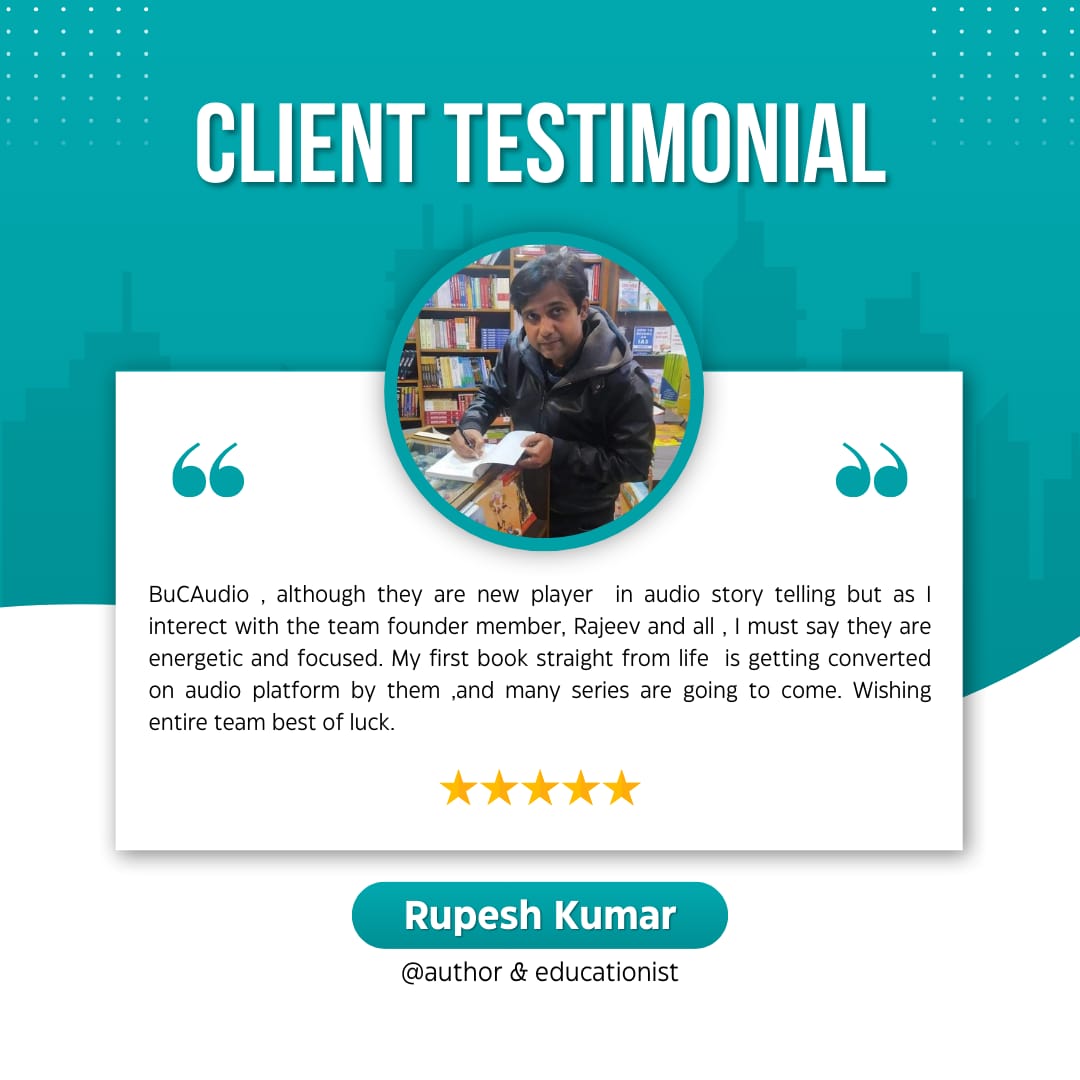 CLIENT TESTIMONIAL
BuCAudio , although they are new player in audio story telling but as I
interect with the team founder member, Rajeev and all , I must say they are
energetic and focused. My first book straight from life is getting converted
on audio platform by them ,and many series are going to come. Wishing
entire team best of luck.
Rupesh Kumar
@author & educationist